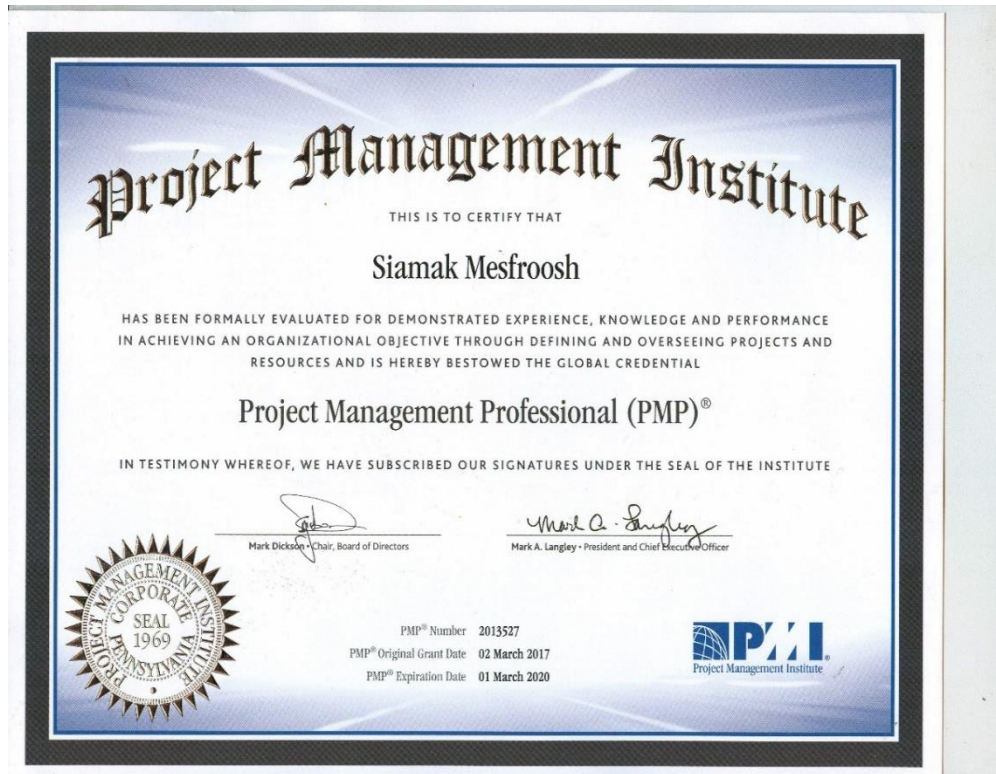 Project Management Institute
THIS IS TO CERTIFY THAT
Siamak Mesfroosh
HAS BEEN FORMALLY EVALUATED FOR DEMONSTRATED EXPERIENCE, KNOWLEDGE AND PERFORMANCE
IN ACHIEVING AN ORGANIZATIONAL OBJECTIVE THROUGH DEFINING AND OVERSEEING PROJECTS AND
RESOURCES AND IS HEREBY BESTOWED THE GLOBAL CREDENTIAL
Project Management Professional (PMP)®
IN TESTIMONY WHEREOF, WE HAVE SUBSCRIBED OUR SIGNATURES UNDER THE SEAL OF THE INSTITUTE
Mark A. Langley
Mark Dickson • Chair, Board of Directors
Mark A. Langley • President and Chief Executive Officer
PROJECT MANAGEMENT INSTITUTE
CORPORATE
SEAL
1969
PENNSYLVANIA
PMP® Number 2013527
PMP® Original Grant Date 02 March 2017
PMP® Expiration Date 01 March 2020
PMI®
Project Management Institute